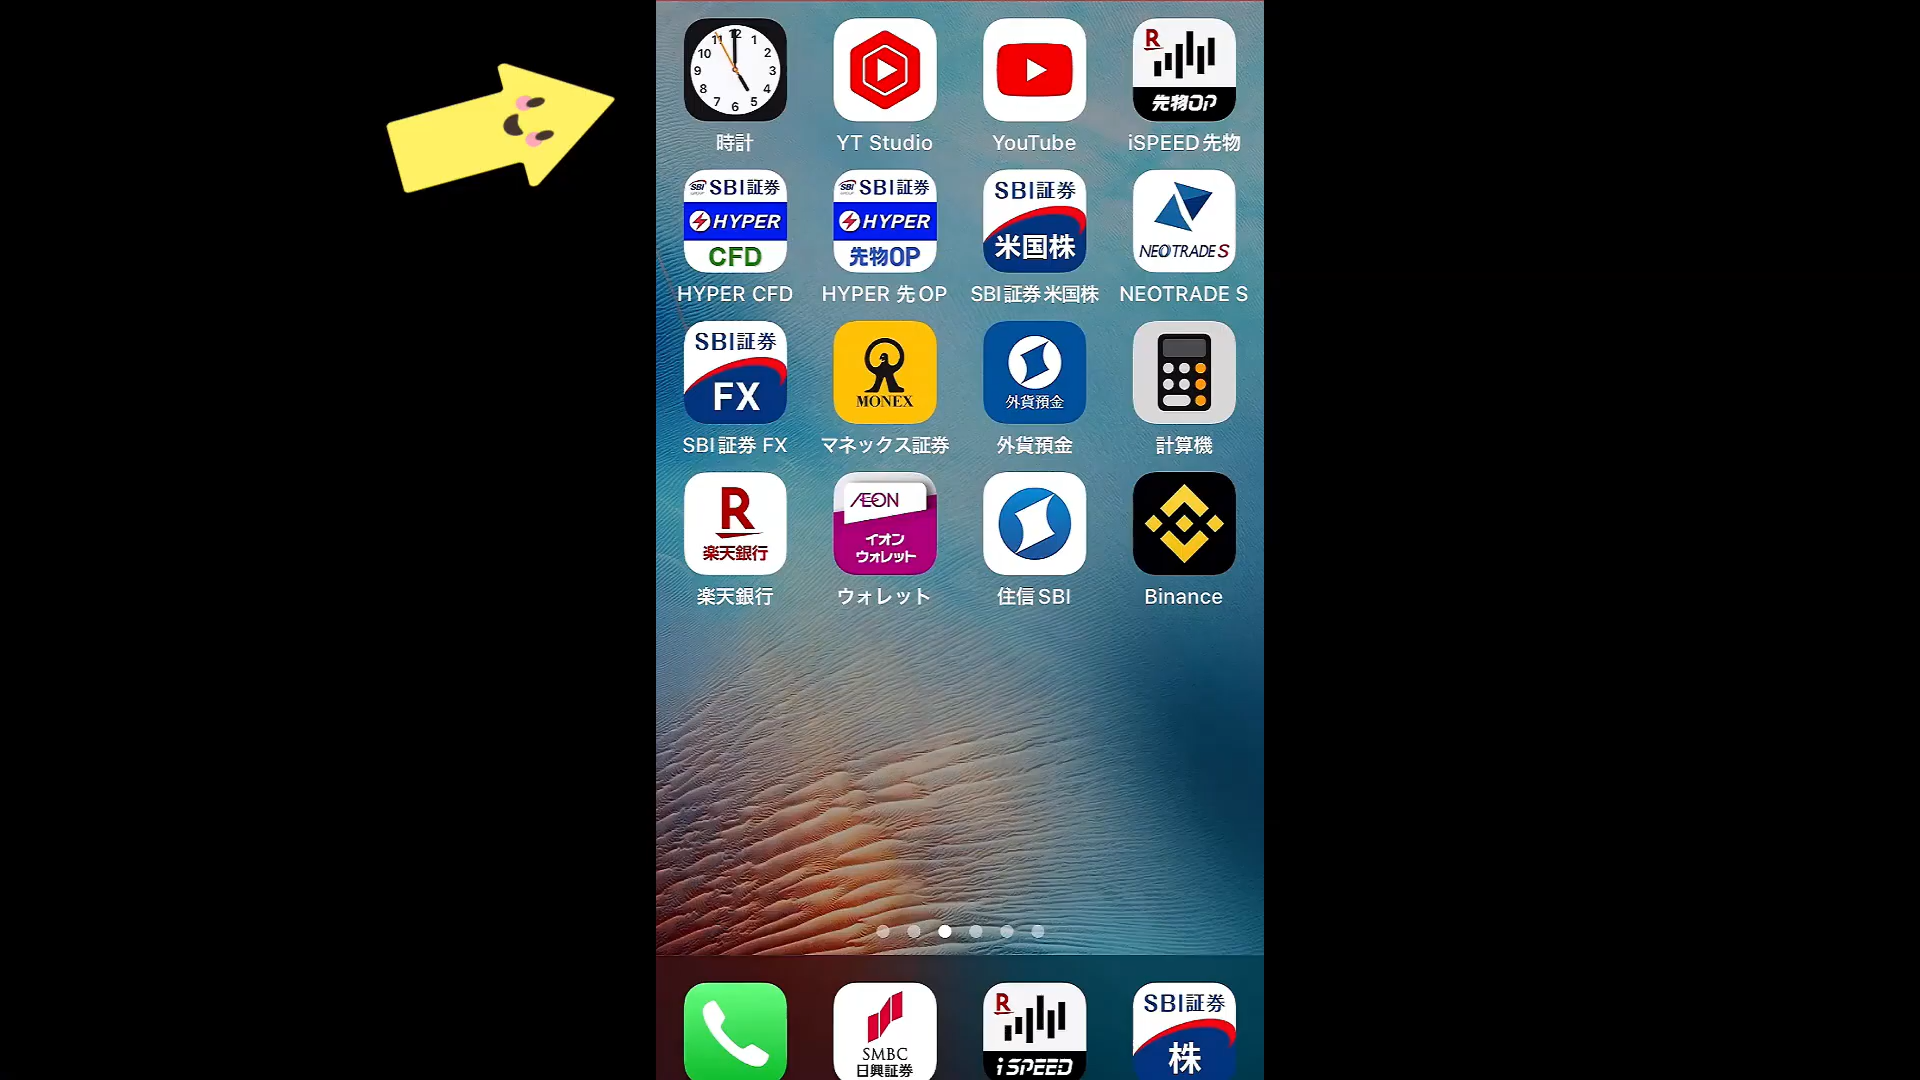 12
11
1
10
2
9
3
8
4
7
6
5
時計
YT Studio
YouTube
R
先物OP
iSPEED先物
SBI SBI証券
HYPER
CFD
HYPER CFD
SBI SBI証券
HYPER
先物OP
HYPER 先OP
SBI証券
米国株
SBI証券 米国株
NEOTRADE S
NEOTRADE S
SBI証券
FX
SBI証券 FX
MONEX
マネックス証券
外貨預金
外貨預金
計算機
R
楽天銀行
楽天銀行
ÆON
イオン
ウォレット
ウォレット
住信SBI
Binance
SMBC
日興証券
R
iSPEED
SBI証券
株